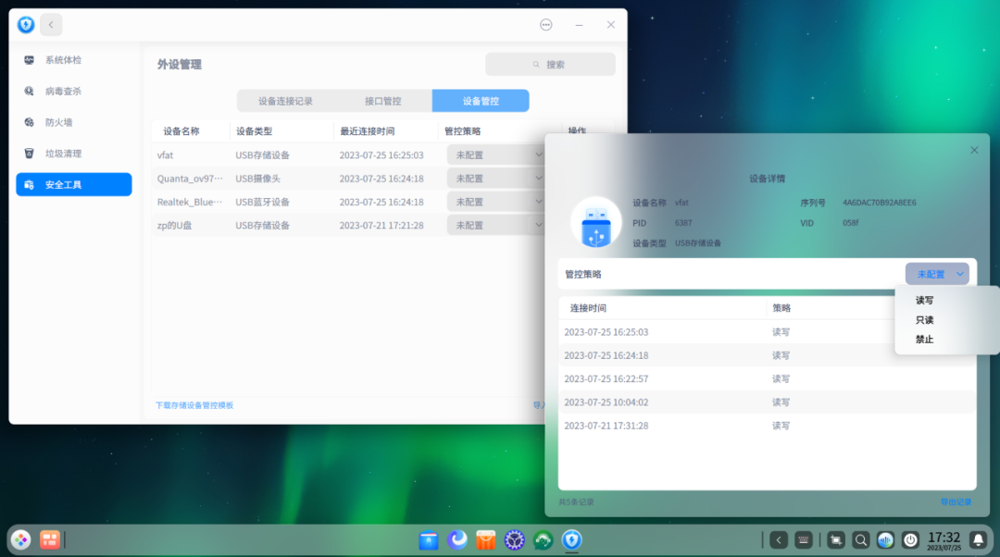 系统体检
病毒查杀
防火墙
垃圾清理
安全工具
外设管理
搜索
设备连接记录 接口管控 设备管控
设备名称 设备类型 最近连接时间 管控策略 操作
vfat USB存储设备 2023-07-25 16:25:03 未配置
Quanta_ov97··· USB摄像头 2023-07-25 16:24:18 未配置
Realtek_Blue··· USB蓝牙设备 2023-07-25 16:24:18 未配置
zp的U盘 USB存储设备 2023-07-21 17:21:28 未配置
下载存储设备管控模板
导入
设备详情
设备名称 vfat 序列号 4A6DAC70B92A8EE6
PID 6387 VID 058f
设备类型 USB存储设备
管控策略 未配置
读写
只读
禁止
连接时间 策略
2023-07-25 16:25:03 读写
2023-07-25 16:24:18 读写
2023-07-25 16:22:57 读写
2023-07-25 10:04:02 读写
2023-07-21 17:31:28 读写
共5条记录 导出记录
17:32
2023/07/25